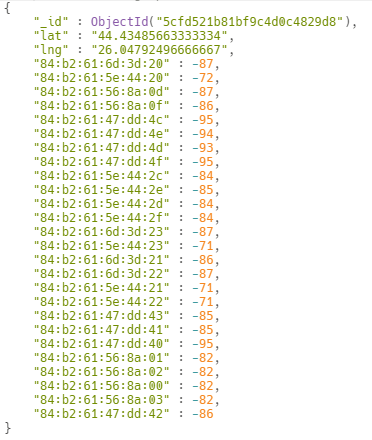 {
"_id" : ObjectId("5cfd521b81bf9c4d0c4829d8"),
"lat" : "44.43485663333334",
"lng" : "26.04792496666667",
"84:b2:61:6d:3d:20" : -87,
"84:b2:61:5e:44:20" : -72,
"84:b2:61:56:8a:0d" : -87,
"84:b2:61:56:8a:0f" : -86,
"84:b2:61:47:dd:4c" : -95,
"84:b2:61:47:dd:4e" : -94,
"84:b2:61:47:dd:4d" : -93,
"84:b2:61:47:dd:4f" : -95,
"84:b2:61:5e:44:2c" : -84,
"84:b2:61:5e:44:2e" : -85,
"84:b2:61:5e:44:2d" : -84,
"84:b2:61:5e:44:2f" : -84,
"84:b2:61:6d:3d:23" : -87,
"84:b2:61:5e:44:23" : -71,
"84:b2:61:6d:3d:21" : -86,
"84:b2:61:6d:3d:22" : -87,
"84:b2:61:5e:44:21" : -71,
"84:b2:61:5e:44:22" : -71,
"84:b2:61:47:dd:43" : -85,
"84:b2:61:47:dd:41" : -85,
"84:b2:61:47:dd:40" : -95,
"84:b2:61:56:8a:01" : -82,
"84:b2:61:56:8a:02" : -82,
"84:b2:61:56:8a:00" : -82,
"84:b2:61:56:8a:03" : -82,
"84:b2:61:47:dd:42" : -86
}